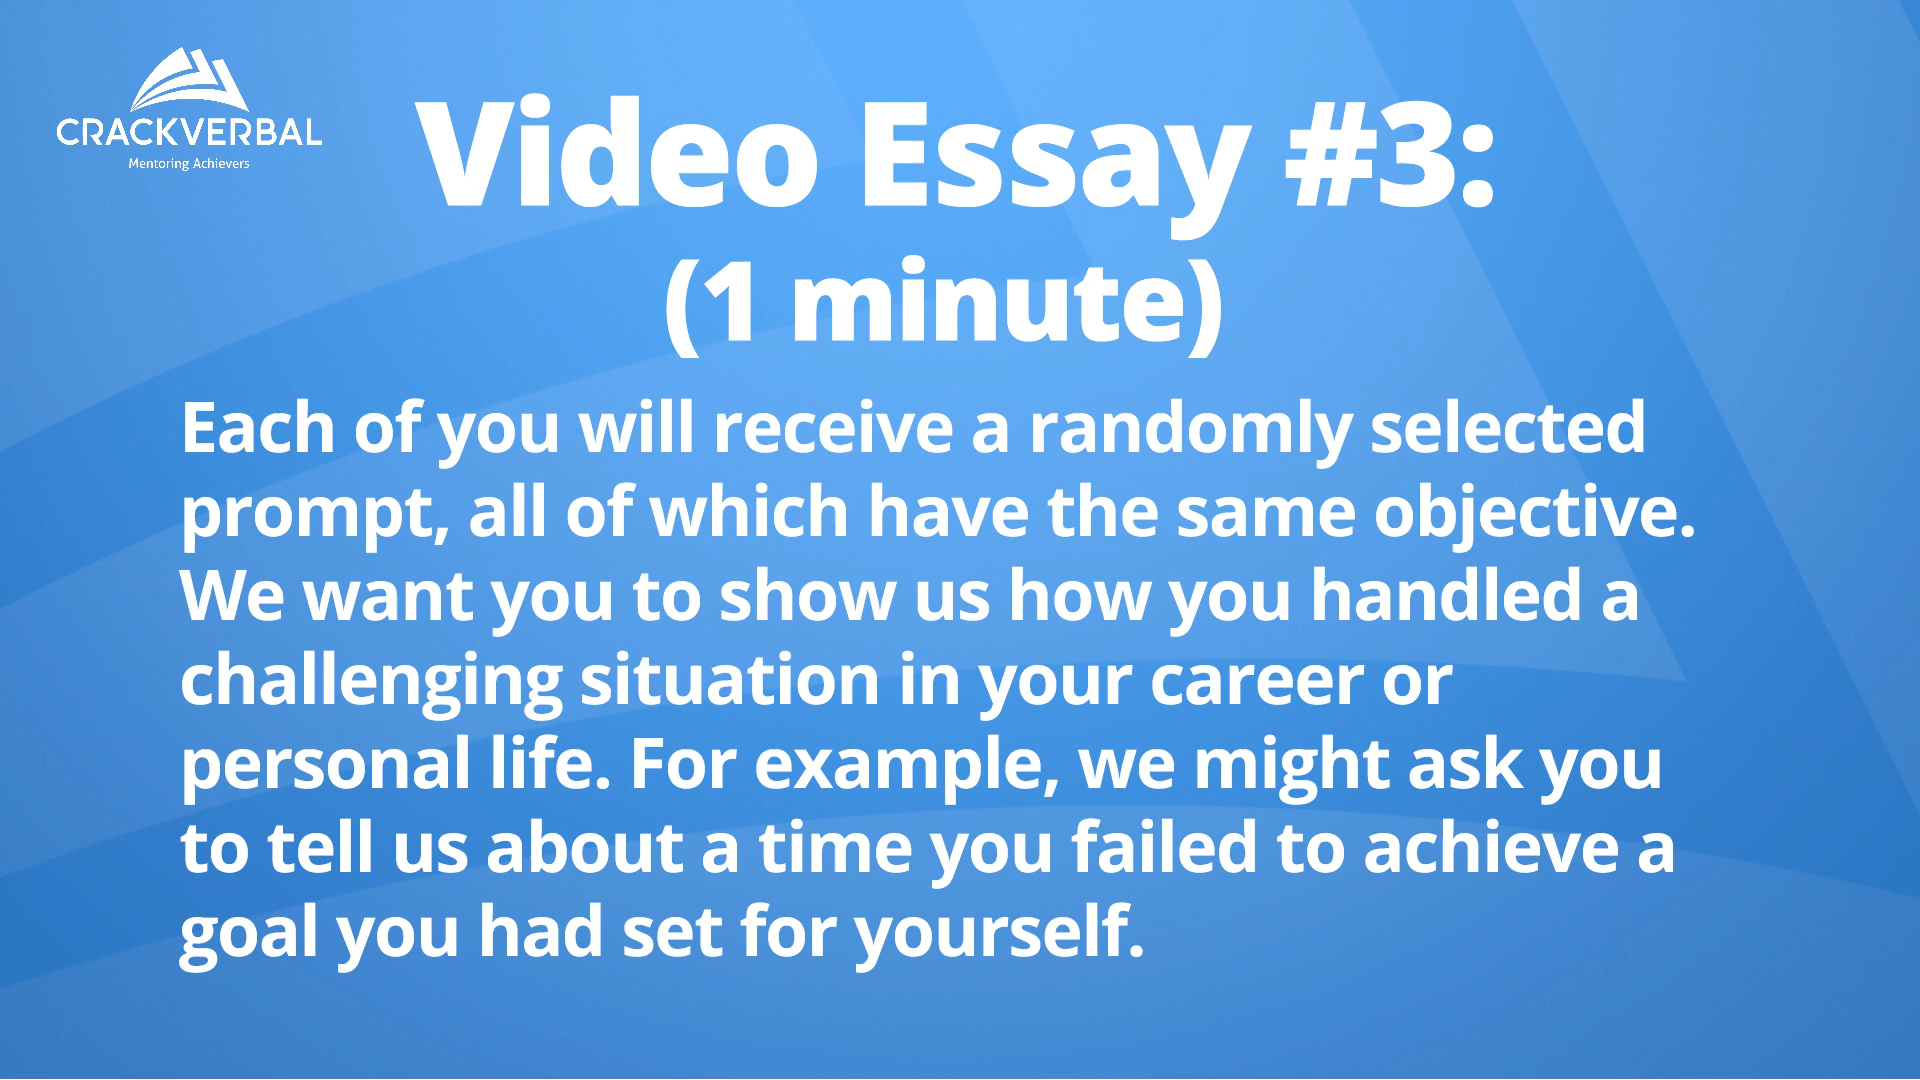 CRACKVERBAL
Mentoring Achievers
Video Essay #3:
(1 minute)
Each of you will receive a randomly selected
prompt, all of which have the same objective.
We want you to show us how you handled a
challenging situation in your career or
personal life. For example, we might ask you
to tell us about a time you failed to achieve a
goal you had set for yourself.